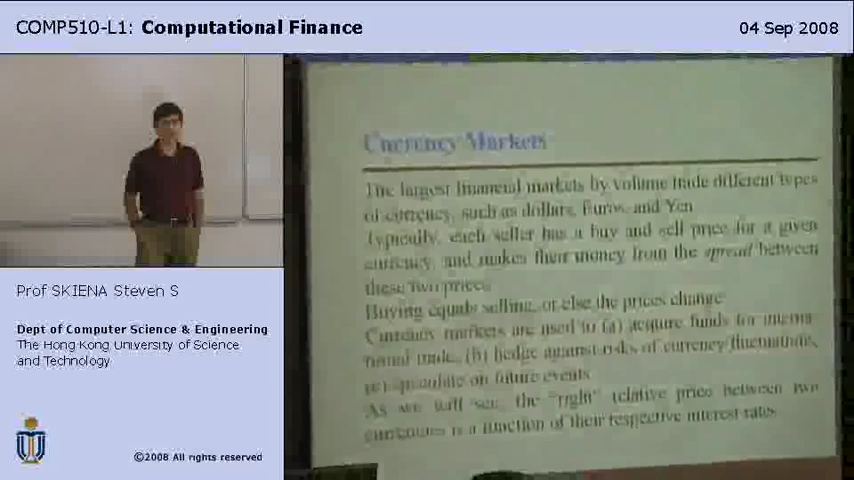 COMP510-L1: Computational Finance
04 Sep 2008
Currency Markets
The largest financial markets by volume trade different types
of currency, such as dollars, Euros, and Yen
Typically, each seller has a buy and sell price for a given
currency, and makes their money from the spread between
these two prices
Buying equals selling, or else the prices change
Currency markets are used to (a) acquire funds for interna-
tional trade, (b) hedge against risks of currency fluctuations,
(c) speculate on future events
As we will see, the "right" relative price between two
currencies is a function of their respective interest rates
Prof SKIENA Steven S
Dept of Computer Science & Engineering
The Hong Kong University of Science
and Technology
©2008 All rights reserved